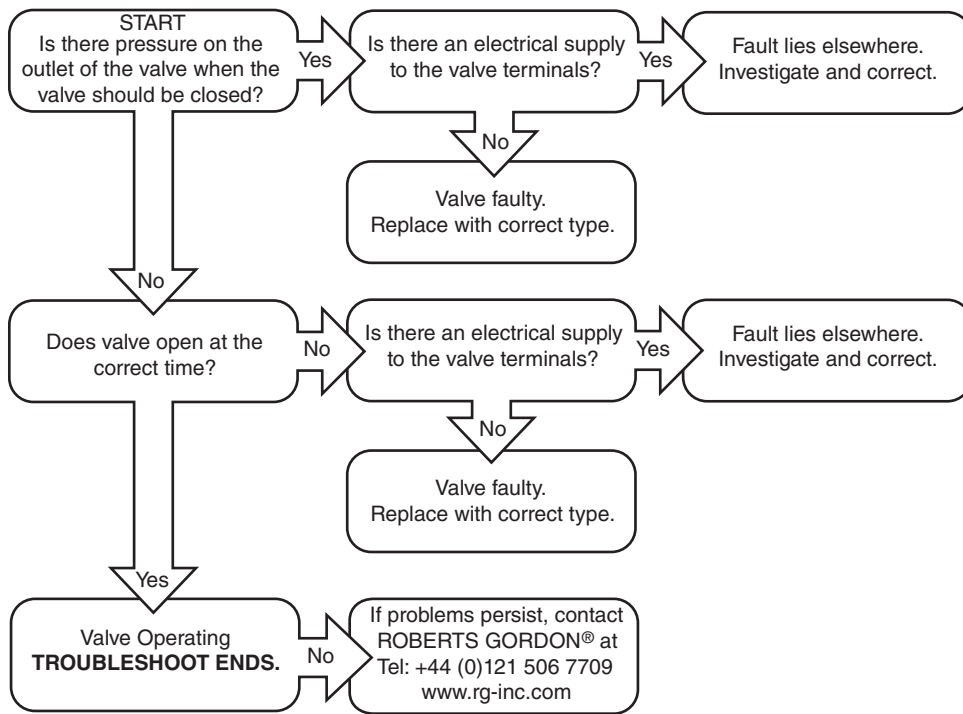 START
Is there pressure on the
outlet of the valve when the
valve should be closed?
Yes
Is there an electrical supply
to the valve terminals?
Yes
Fault lies elsewhere.
Investigate and correct.
No
Valve faulty.
Replace with correct type.
No
Does valve open at the
correct time?
No
Is there an electrical supply
to the valve terminals?
Yes
Fault lies elsewhere.
Investigate and correct.
No
Valve faulty.
Replace with correct type.
Yes
Valve Operating
TROUBLESHOOT ENDS.
No
If problems persist, contact
ROBERTS GORDON® at
Tel: +44 (0)121 506 7709
www.rg-inc.com